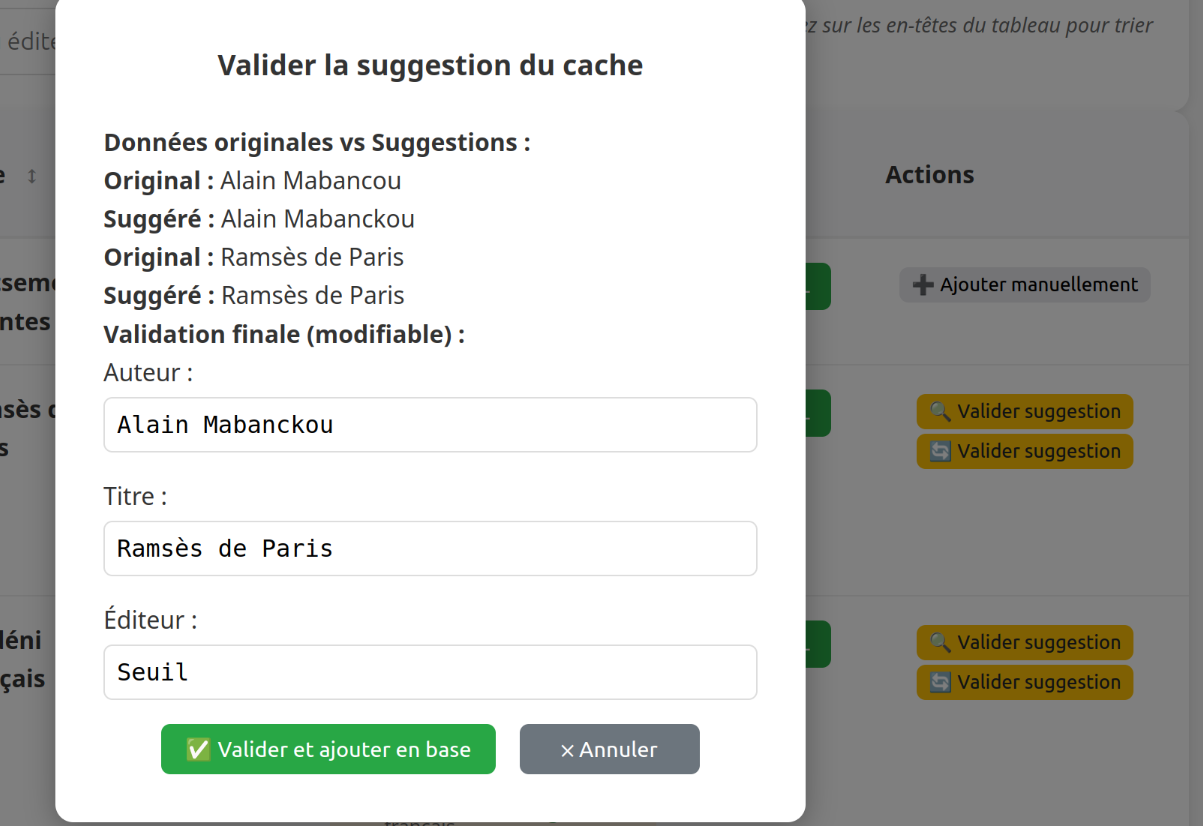 ez sur les en-têtes du tableau pour trier
édite
Valider la suggestion du cache
Données originales vs Suggestions :
Original : Alain Mabancou
Suggéré : Alain Mabanckou
Original : Ramsès de Paris
Suggéré : Ramsès de Paris
Validation finale (modifiable) :
Auteur :
Alain Mabanckou
Titre :
Ramsès de Paris
Éditeur :
Seuil
✅ Valider et ajouter en base
× Annuler
e ↕
Actions
ntes
➕ Ajouter manuellement
sès d
s
🔍 Valider suggestion
🔄 Valider suggestion
léni
çais
🔍 Valider suggestion
🔄 Valider suggestion